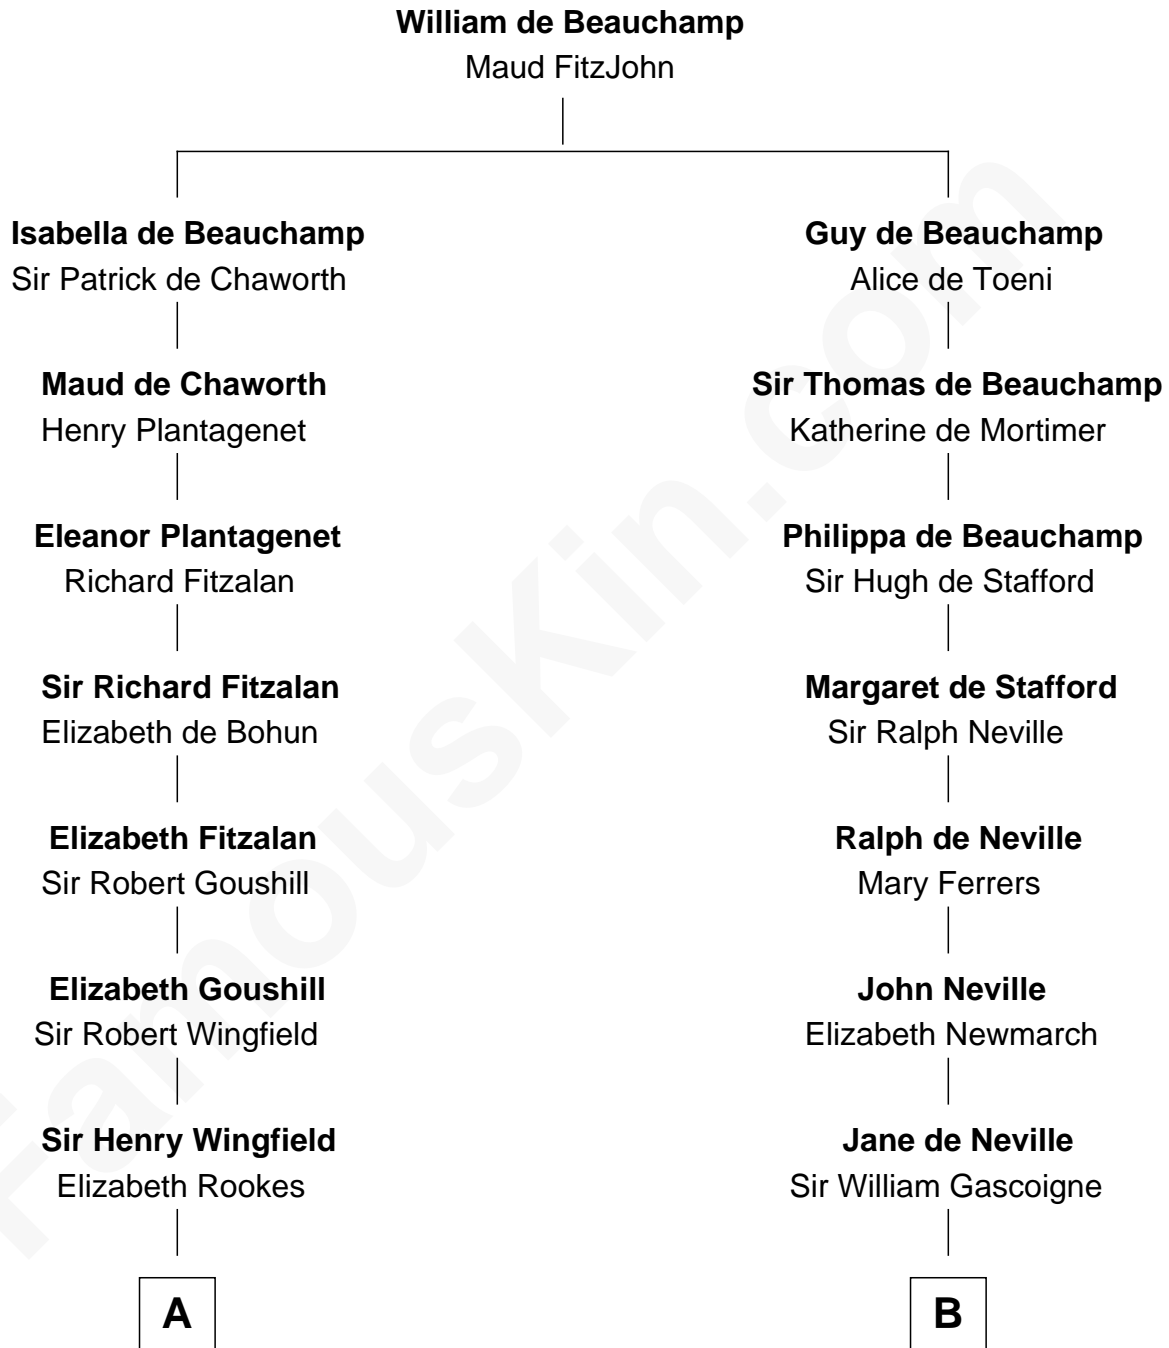 William de Beauchamp
Maud FitzJohn
Isabella de Beauchamp
Sir Patrick de Chaworth
Guy de Beauchamp
Alice de Toeni
Maud de Chaworth
Henry Plantagenet
Sir Thomas de Beauchamp
Katherine de Mortimer
Eleanor Plantagenet
Richard Fitzalan
Philippa de Beauchamp
Sir Hugh de Stafford
Sir Richard Fitzalan
Elizabeth de Bohun
Margaret de Stafford
Sir Ralph Neville
Elizabeth Fitzalan
Sir Robert Goushill
Ralph de Neville
Mary Ferrers
Elizabeth Goushill
Sir Robert Wingfield
John Neville
Elizabeth Newmarch
Sir Henry Wingfield
Elizabeth Rookes
Jane de Neville
Sir William Gascoigne
A
B
FamousKin.com